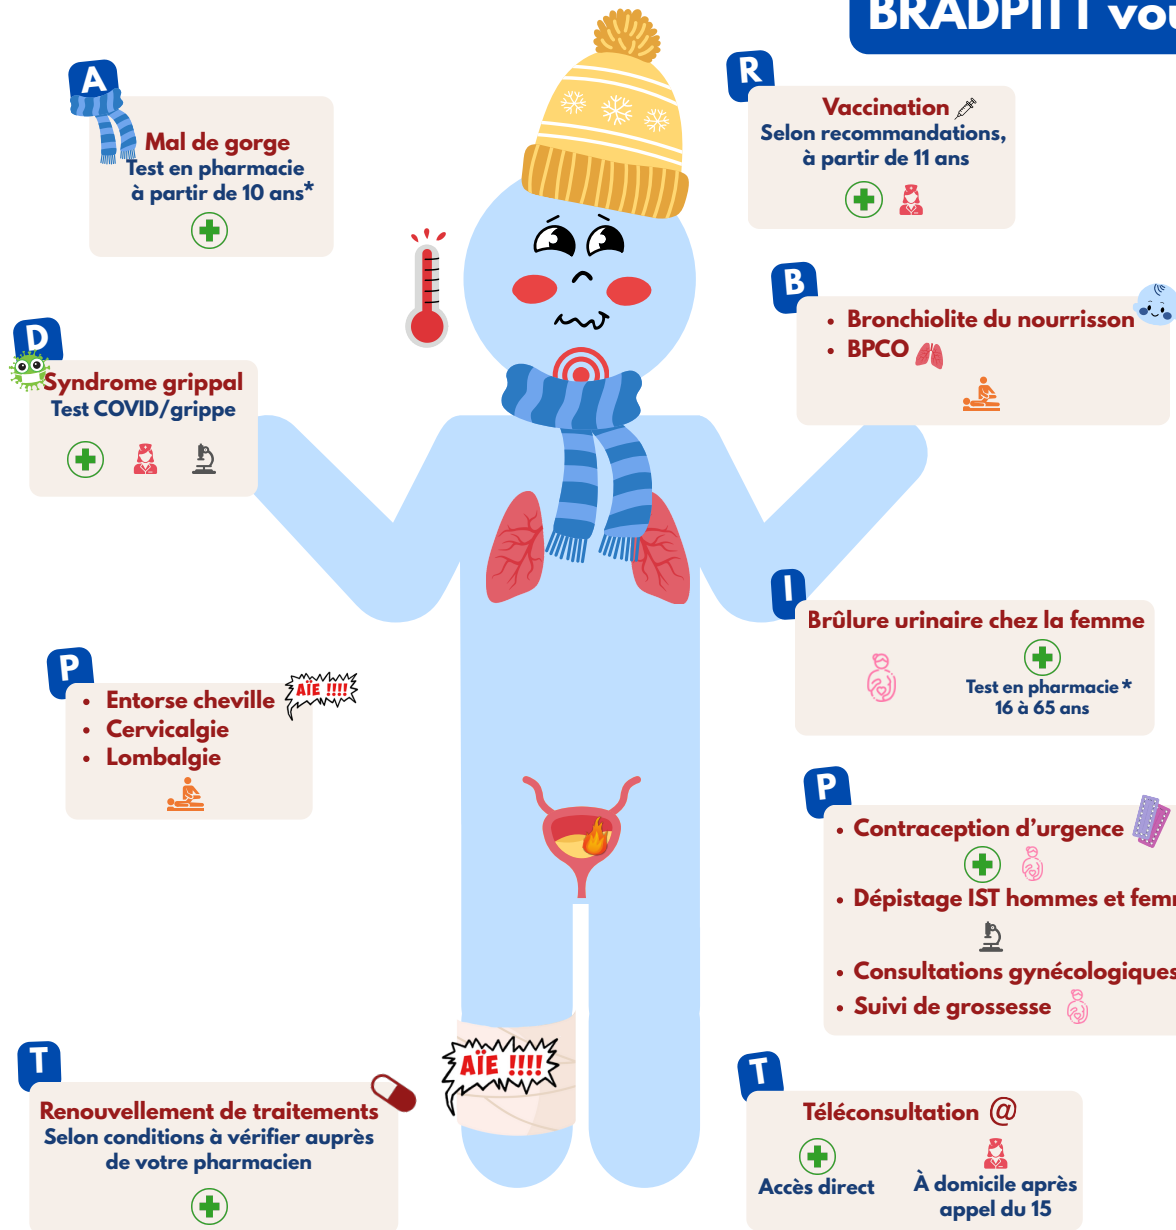 BRADPITT vou
A
Mal de gorge
Test en pharmacie
à partir de 10 ans*
R
Vaccination
Selon recommandations,
à partir de 11 ans
B
• Bronchiolite du nourrisson
• BPCO
D
Syndrome grippal
Test COVID/grippe
I
Brûlure urinaire chez la femme
Test en pharmacie*
16 à 65 ans
P
• Entorse cheville
AÏE !!!!
• Cervicalgie
• Lombalgie
P
• Contraception d’urgence
• Dépistage IST hommes et femm
• Consultations gynécologiques
• Suivi de grossesse
AÏE !!!!
T
Renouvellement de traitements
Selon conditions à vérifier auprès
de votre pharmacien
T
Téléconsultation @
Accès direct
À domicile après
appel du 15